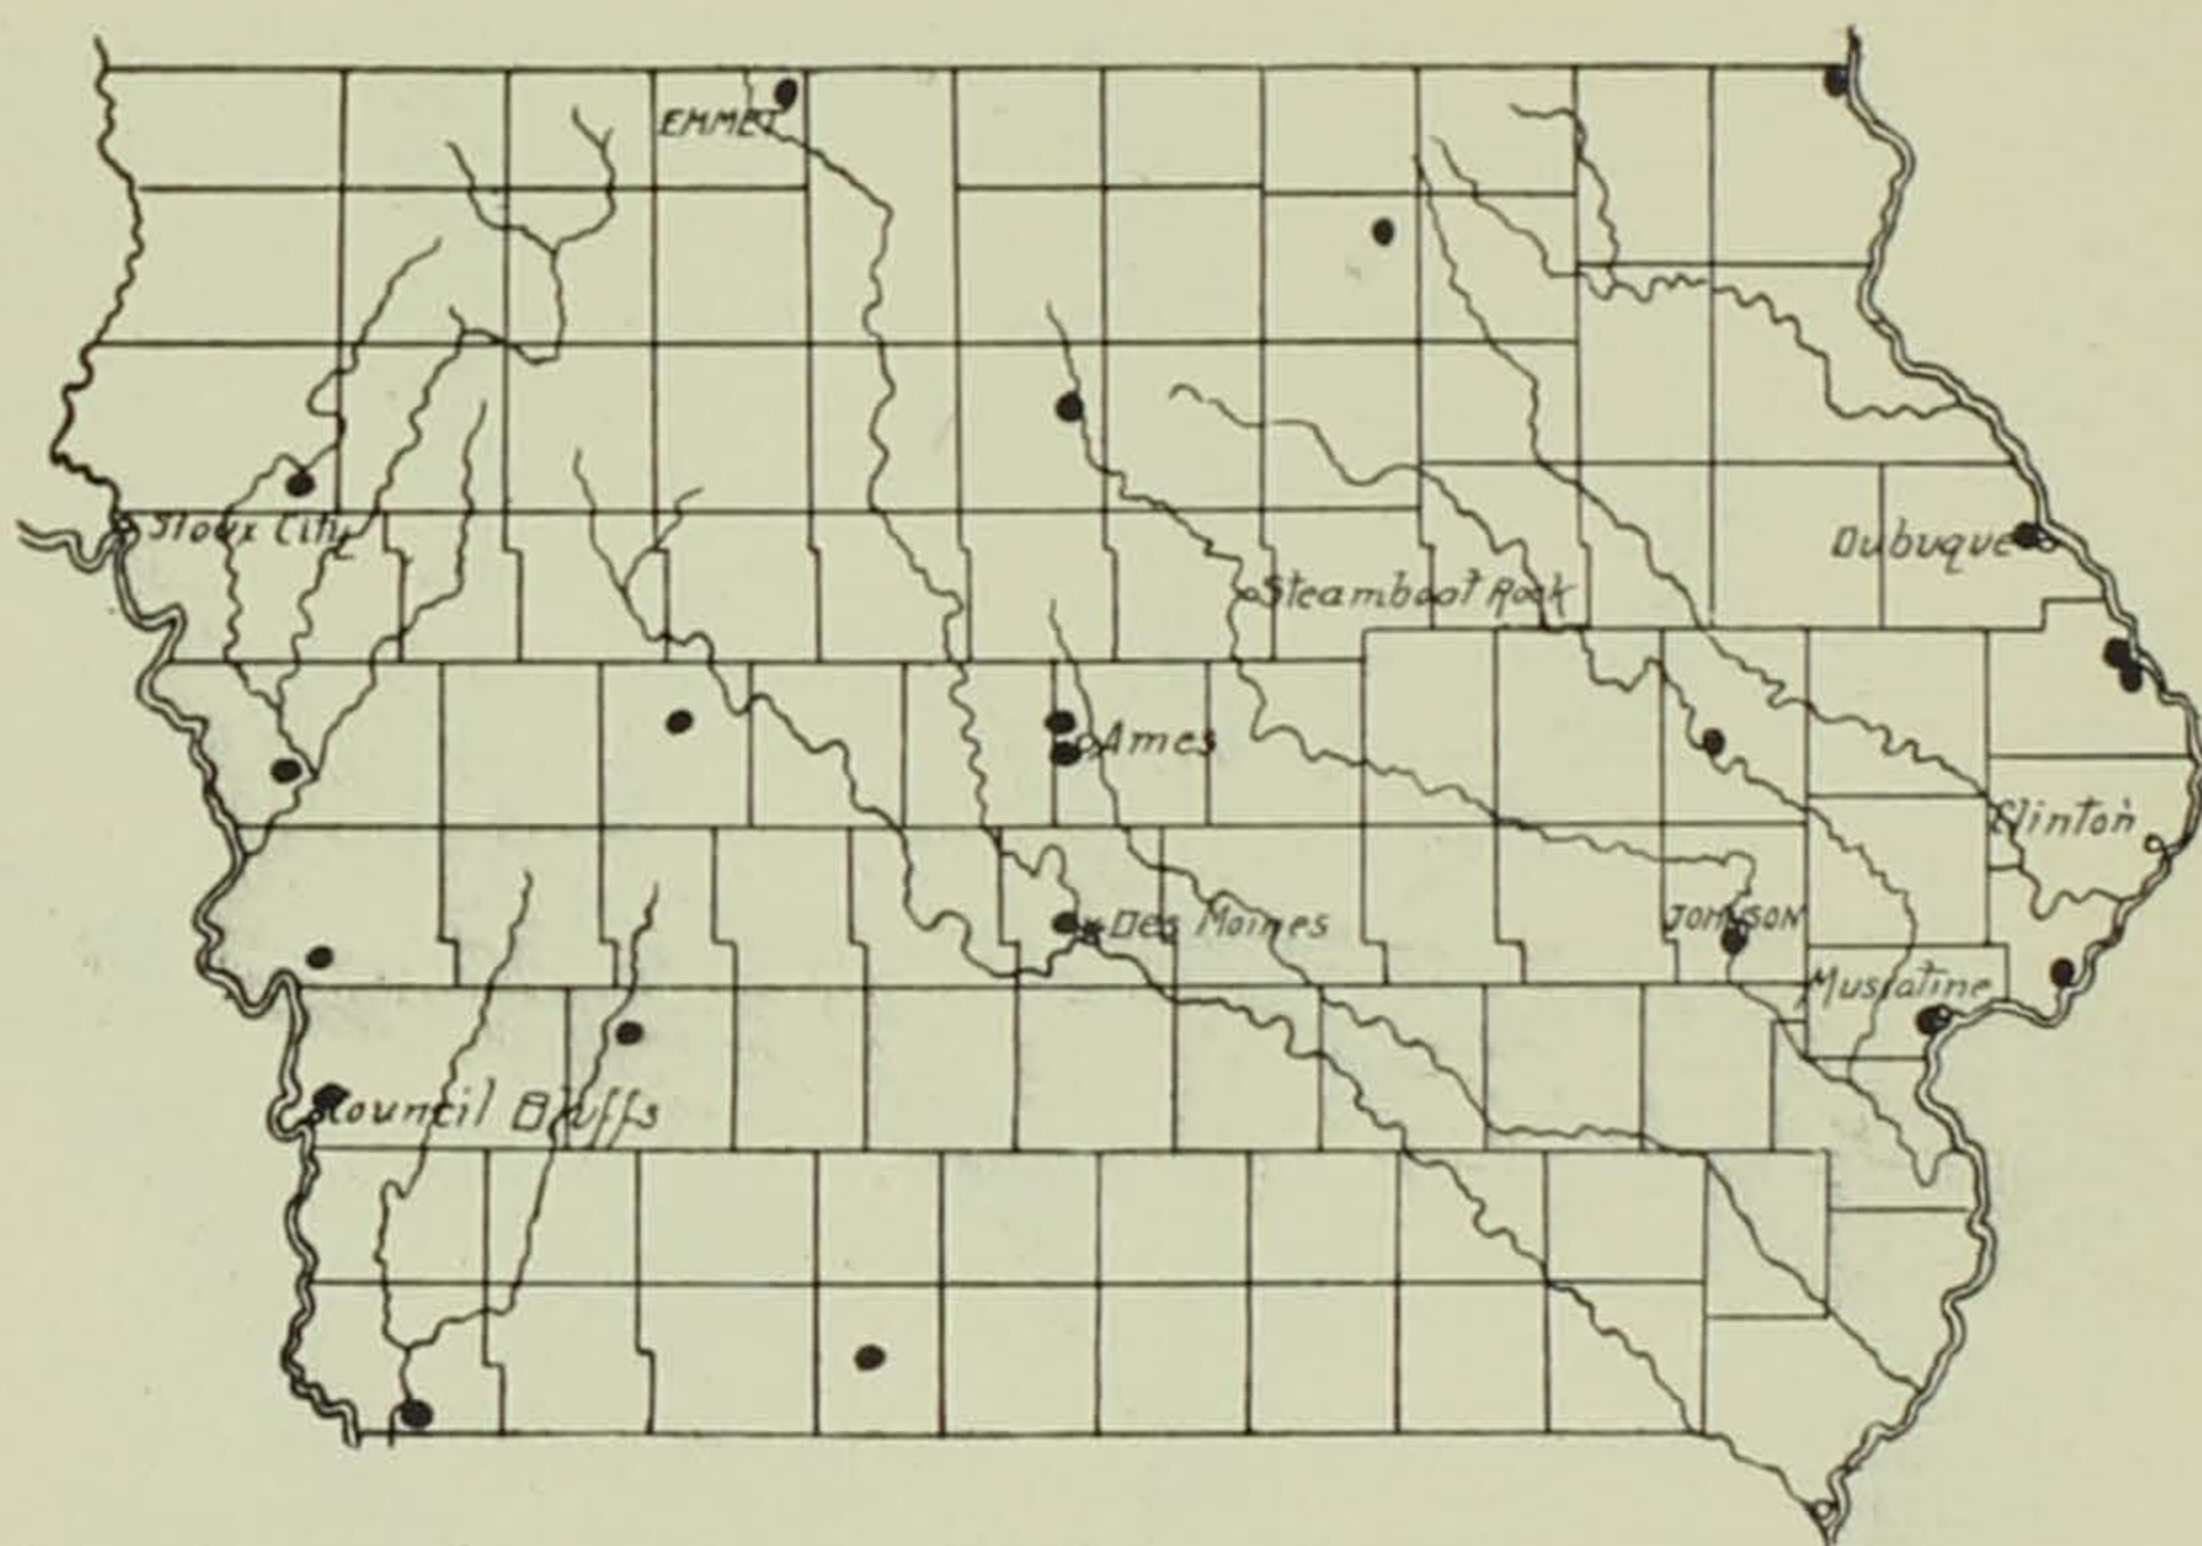 EMMET
Sioux City
Dubuque
Steamboat Rock
Ames
Clinton
JOHNSON
Des Moines
Muscatine
Council Bluffs